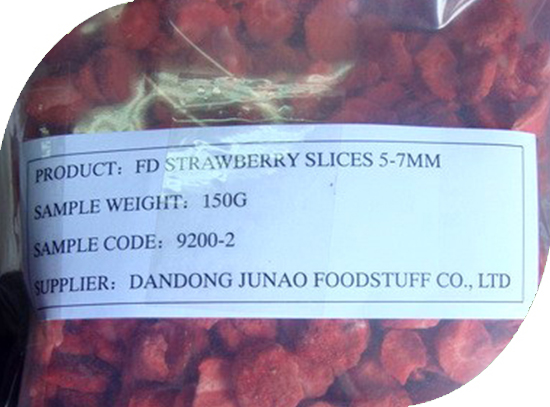 PRODUCT：FD STRAWBERRY SLICES 5-7MM
SAMPLE WEIGHT：150G
SAMPLE CODE：9200-2
SUPPLIER：DANDONG JUNAO FOODSTUFF CO., LTD